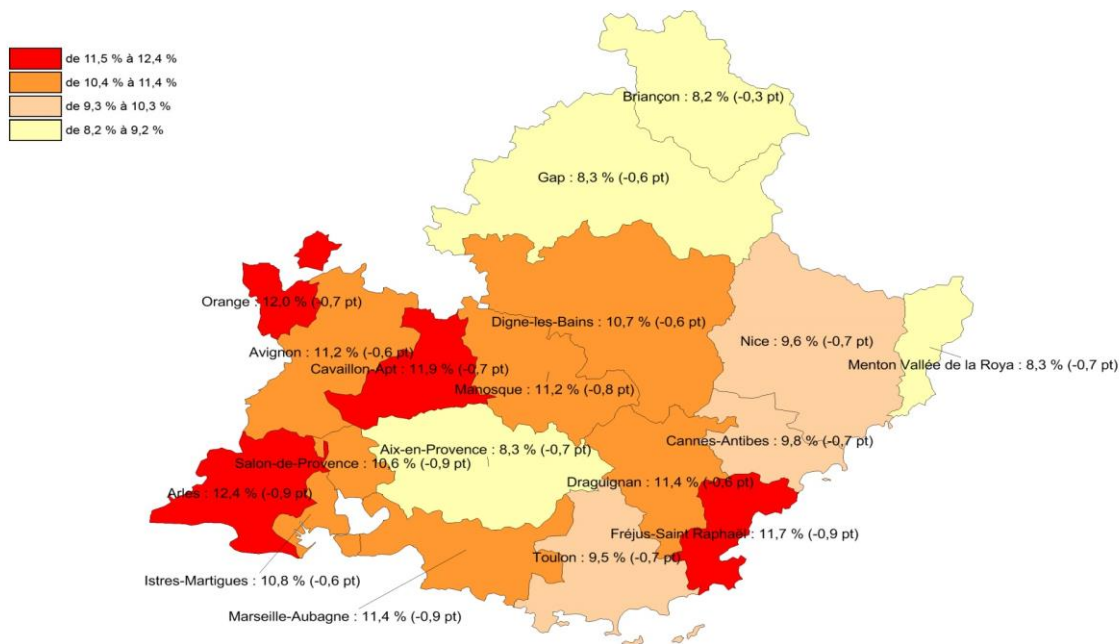 de 11,5 % à 12,4 %
de 10,4 % à 11,4 %
de 9,3 % à 10,3 %
de 8,2 % à 9,2 %
Briançon : 8,2 % (-0,3 pt)
Gap : 8,3 % (-0,6 pt)
Orange : 12,0 % (-0,7 pt)
Digne-les-Bains : 10,7 % (-0,6 pt)
Nice : 9,6 % (-0,7 pt)
Avignon : 11,2 % (-0,6 pt)
Menton Vallée de la Roya : 8,3 % (-0,7 pt)
Cavaillon-Apt : 11,9 % (-0,7 pt)
Manosque : 11,2 % (-0,8 pt)
Cannes-Antibes : 9,8 % (-0,7 pt)
Aix-en-Provence : 8,3 % (-0,7 pt)
Salon-de-Provence : 10,6 % (-0,9 pt)
Draguignan : 11,4 % (-0,6 pt)
Arles : 12,4 % (-0,9 pt)
Fréjus-Saint Raphaël : 11,7 % (-0,9 pt)
Toulon : 9,5 % (-0,7 pt)
Istres-Martigues : 10,8 % (-0,6 pt)
Marseille-Aubagne : 11,4 % (-0,9 pt)